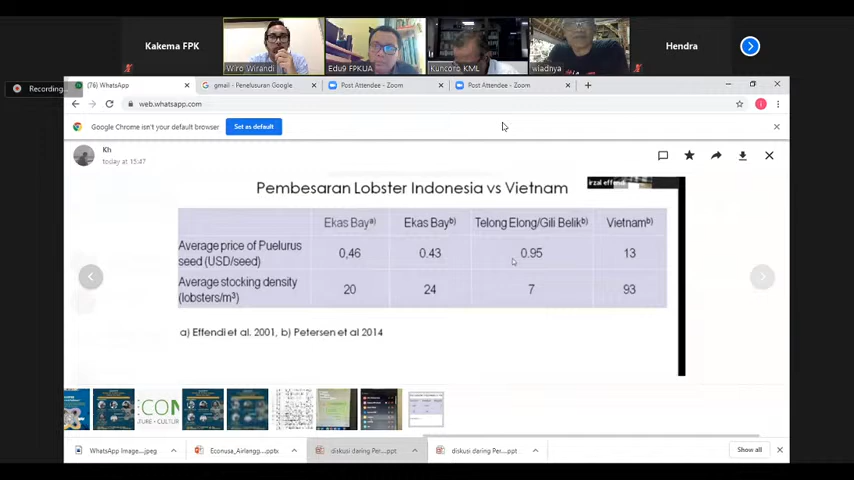 Kakema FPK
Wiro Wirandi
Edu9 FPKUA
Kuncoro KML
wiadnya
Hendra
Recording...
(76) WhatsApp
gmail - Penelusuran Google
Post Attendee - Zoom
Post Attendee - Zoom
web.whatsapp.com
Google Chrome isn't your default browser
Set as default
Kh
today at 15:47
irzal effendi
Pembesaran Lobster Indonesia vs Vietnam
Ekas Bay a) Ekas Bay b) Telong Elong/Gili Belik b) Vietnam b)
Average price of Puelurus seed (USD/seed) 0,46 0.43 0.95 13
Average stocking density (lobsters/m³) 20 24 7 93
a) Effendi et al. 2001, b) Petersen et al 2014
WhatsApp Image....jpeg
Econusa_Airlangg....pptx
diskusi daring Per....ppt
diskusi daring Per....ppt
Show all